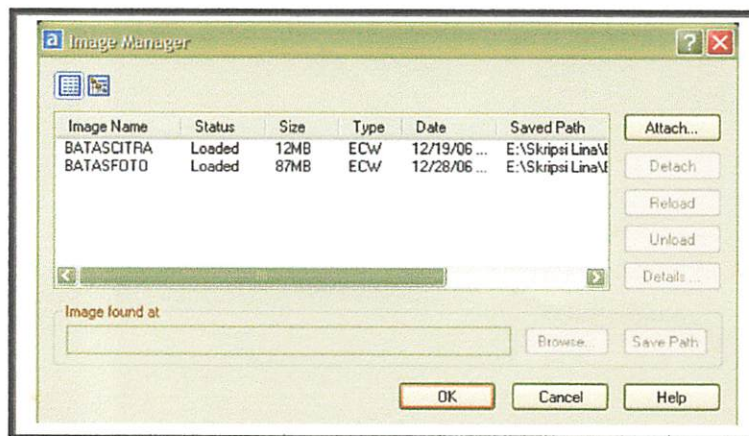 a Image Manager
Image Name Status Size Type Date Saved Path
BATASCITRA Loaded 12MB ECW 12/19/06 ... E:\Skripsi Lina\B
BATASFOTO Loaded 87MB ECW 12/28/06 ... E:\Skripsi Lina\B
Attach...
Detach
Reload
Unload
Details ...
Image found at
Browse... Save Path
OK Cancel Help